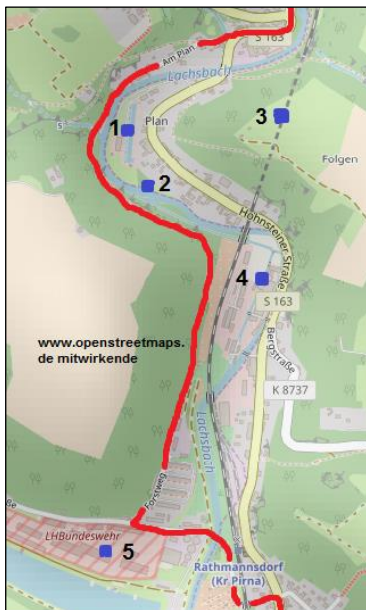 S 163
Am Plan
Lachsbach
1
Plan
3
2
Folgen
Hohnsteiner Straße
4
S 163
www.openstreetmaps.
de mitwirkende
Bergstraße
K 8737
Lachsbach
Forstweg
LHBundeswehr
5
Rathmannsdorf
(Kr Pirna)